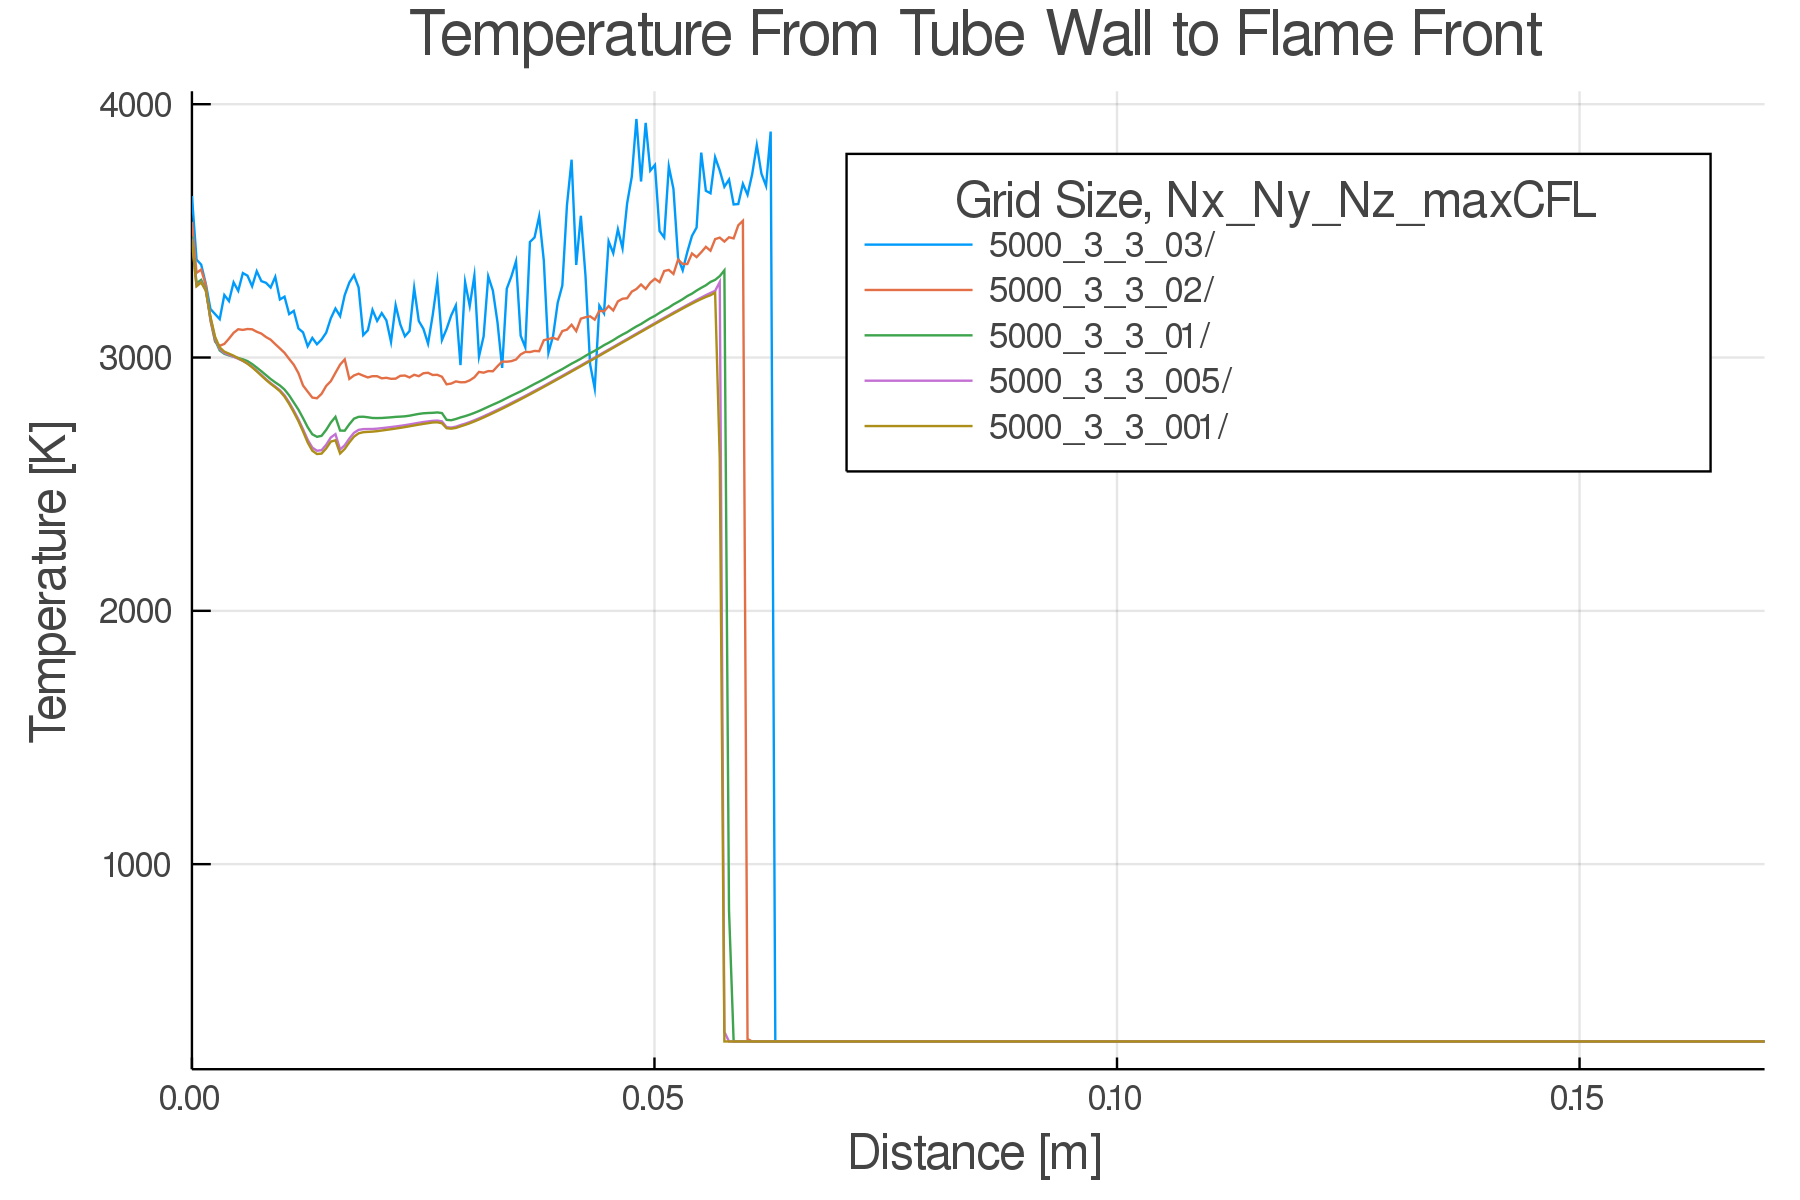 Temperature From Tube Wall to Flame Front
4000
3000
2000
1000
Temperature [K]
Grid Size, Nx_Ny_Nz_maxCFL
5000_3_3_03/
5000_3_3_02/
5000_3_3_01/
5000_3_3_005/
5000_3_3_001/
0.00 0.05 0.10 0.15
Distance [m]